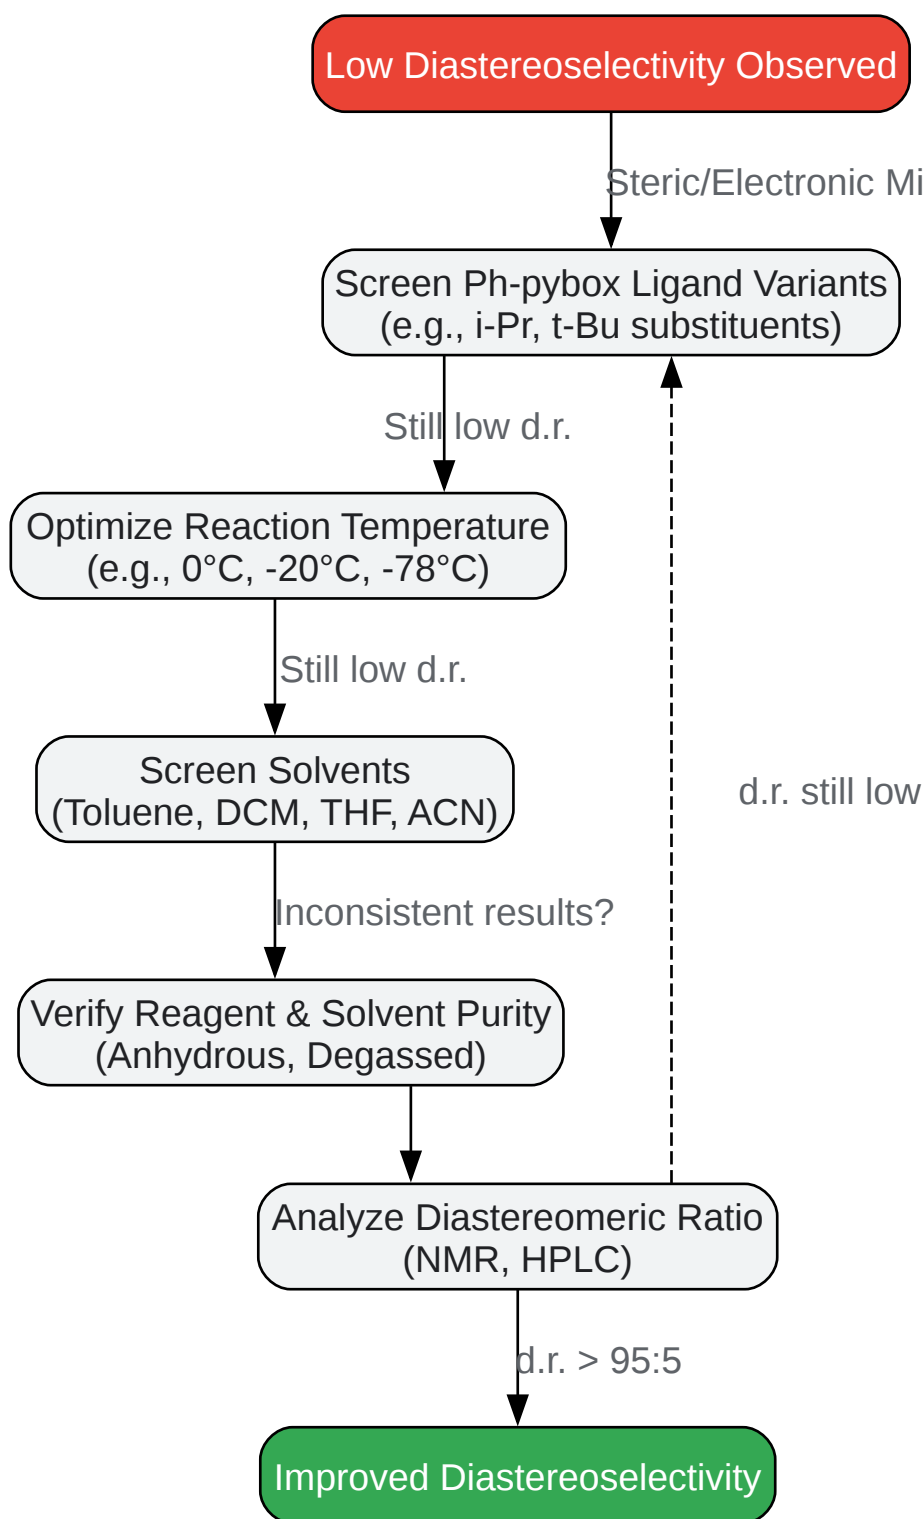 Low Diastereoselectivity Observed
Steric/Electronic Mi
Screen Ph-pybox Ligand Variants
(e.g., i-Pr, t-Bu substituents)
Still low d.r.
Optimize Reaction Temperature
(e.g., 0°C, -20°C, -78°C)
Still low d.r.
Screen Solvents
(Toluene, DCM, THF, ACN)
d.r. still low
Inconsistent results?
Verify Reagent & Solvent Purity
(Anhydrous, Degassed)
Analyze Diastereomeric Ratio
(NMR, HPLC)
d.r. > 95:5
Improved Diastereoselectivity